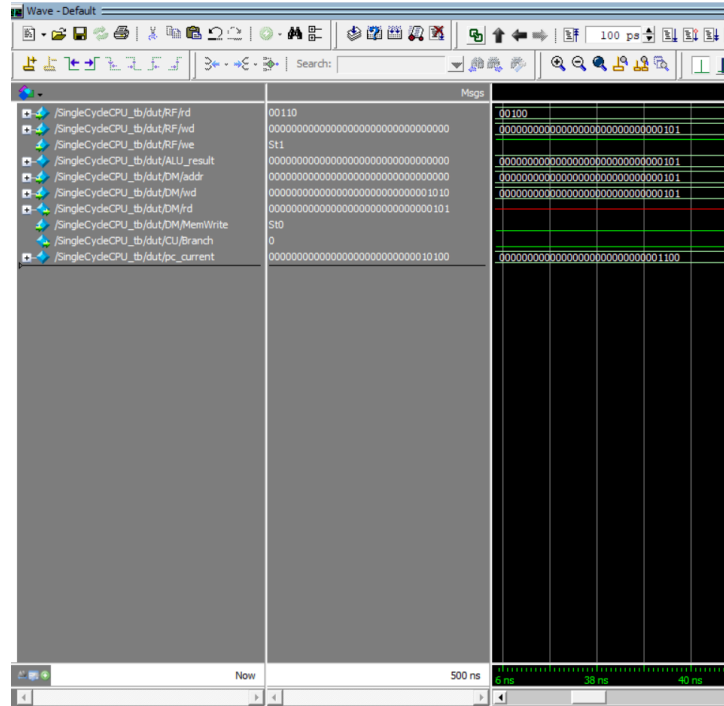 Wave - Default
100 ps
Search:
Msgs
/SingleCycleCPU_tb/dut/RF/rd 00110 00100
/SingleCycleCPU_tb/dut/RF/wd 00000000000000000000000000000000 00000000000000000000000000000101
/SingleCycleCPU_tb/dut/RF/we St1
/SingleCycleCPU_tb/dut/ALU_result 00000000000000000000000000000000 00000000000000000000000000000101
/SingleCycleCPU_tb/dut/DM/addr 00000000000000000000000000000000 00000000000000000000000000000101
/SingleCycleCPU_tb/dut/DM/wd 00000000000000000000000000001010 00000000000000000000000000000101
/SingleCycleCPU_tb/dut/DM/rd 00000000000000000000000000000101
/SingleCycleCPU_tb/dut/DM/MemWrite St0
/SingleCycleCPU_tb/dut/CU/Branch 0
/SingleCycleCPU_tb/dut/pc_current 00000000000000000000000000010100 00000000000000000000000000001100
Now 500 ns 6 ns 38 ns 40 ns